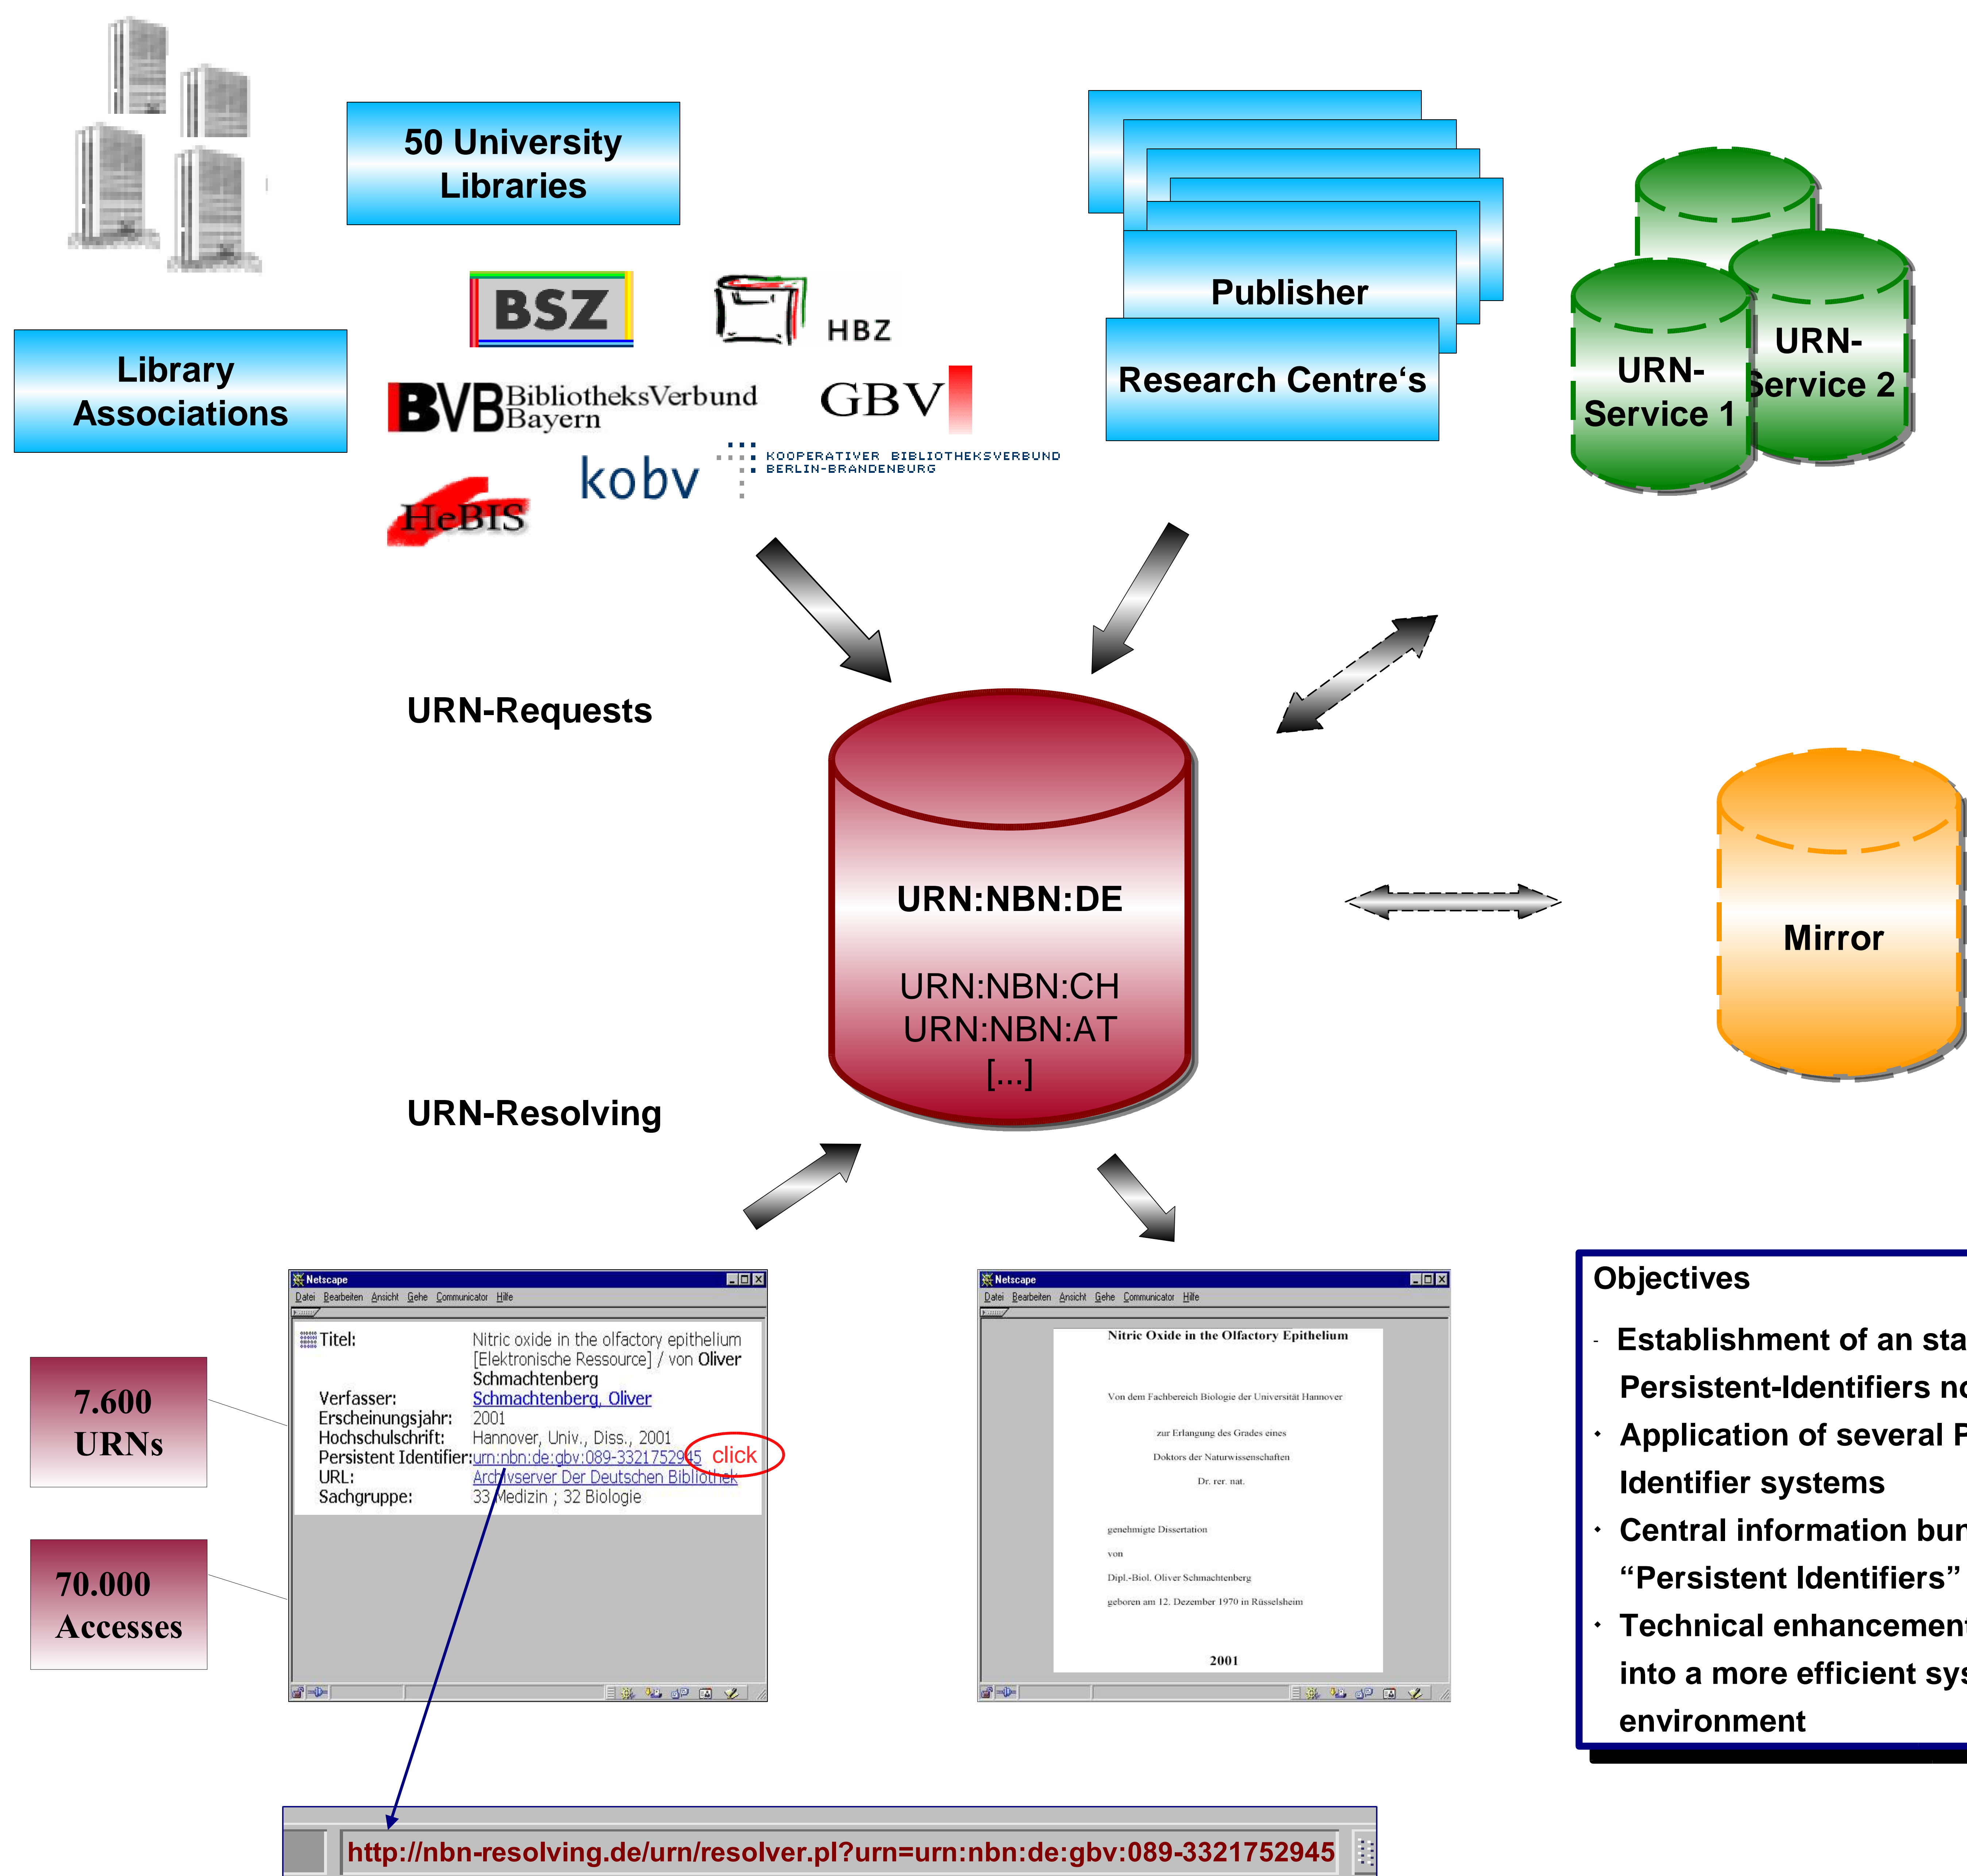 50 University
Libraries
Library
Associations
BSZ
HBZ
BVB BibliotheksVerbund
Bayern
GBV
kobv
KOOPERATIVER BIBLIOTHEKSVERBUND
BERLIN-BRANDENBURG
HeBIS
Publisher
Research Centre‘s
URN-
Service 1
URN-
Service 2
URN-Requests
URN:NBN:DE
URN:NBN:CH
URN:NBN:AT
[...]
Mirror
URN-Resolving
7.600
URNs
70.000
Accesses
Netscape
Datei Bearbeiten Ansicht Gehe Communicator Hilfe
Titel: Nitric oxide in the olfactory epithelium
[Elektronische Ressource] / von Oliver
Schmachtenberg
Verfasser: Schmachtenberg, Oliver
Erscheinungsjahr: 2001
Hochschulschrift: Hannover, Univ., Diss., 2001
Persistent Identifier: urn:nbn:de:gbv:089-3321752945 click
URL: Archivserver Der Deutschen Bibliothek
Sachgruppe: 33 Medizin ; 32 Biologie
Netscape
Datei Bearbeiten Ansicht Gehe Communicator Hilfe
Nitric Oxide in the Olfactory Epithelium
Von dem Fachbereich Biologie der Universität Hannover
zur Erlangung des Grades eines
Doktors der Naturwissenschaften
Dr. rer. nat.
genehmigte Dissertation
von
Dipl.-Biol. Oliver Schmachtenberg
geboren am 12. Dezember 1970 in Rüsselsheim
2001
Objectives
- Establishment of an sta
Persistent-Identifiers no
· Application of several P
Identifier systems
· Central information bun
“Persistent Identifiers”
· Technical enhancement
into a more efficient sys
environment
http://nbn-resolving.de/urn/resolver.pl?urn=urn:nbn:de:gbv:089-3321752945